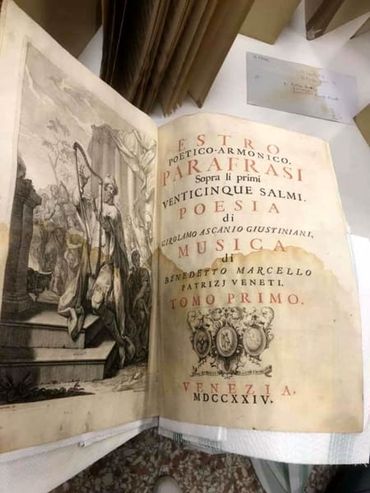 ESTRO
POETICO-ARMONICO.
PARAFRASI
Sopra li primi
VENTICINQUE SALMI.
POESIA
di
GIROLAMO ASCANIO GIUSTINIANI,
MUSICA
di
BENEDETTO MARCELLO
PATRIZJ VENETI.
TOMO PRIMO.
VENEZIA.
MDCCXXIV.